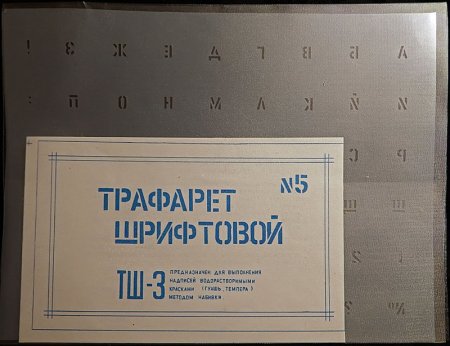 А Б В Г Д Е Ж З !
И Й К Л М Н О П :
Р С
№5
ТРАФАРЕТ
ШРИФТОВОЙ
ТШ-3
ПРЕДНАЗНАЧЕН ДЛЯ ВЫПОЛНЕНИЯ
НАДПИСЕЙ ВОДОРАСТВОРИМЫМИ
КРАСКАМИ (ГУАШЬ, ТЕМПЕРА)
МЕТОДОМ НАБИВКИ